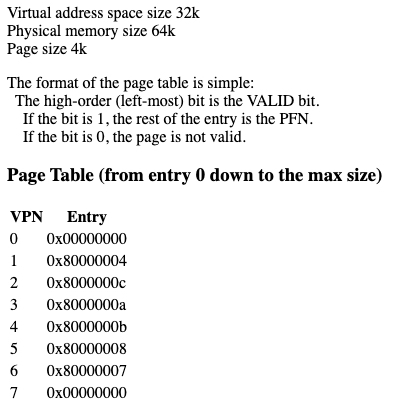 Virtual address space size 32k
Physical memory size 64k
Page size 4k
The format of the page table is simple:
The high-order (left-most) bit is the VALID bit.
If the bit is 1, the rest of the entry is the PFN.
If the bit is 0, the page is not valid.
Page Table (from entry 0 down to the max size)
VPN Entry
0 0x00000000
1 0x80000004
2 0x8000000c
3 0x8000000a
4 0x8000000b
5 0x80000008
6 0x80000007
7 0x00000000